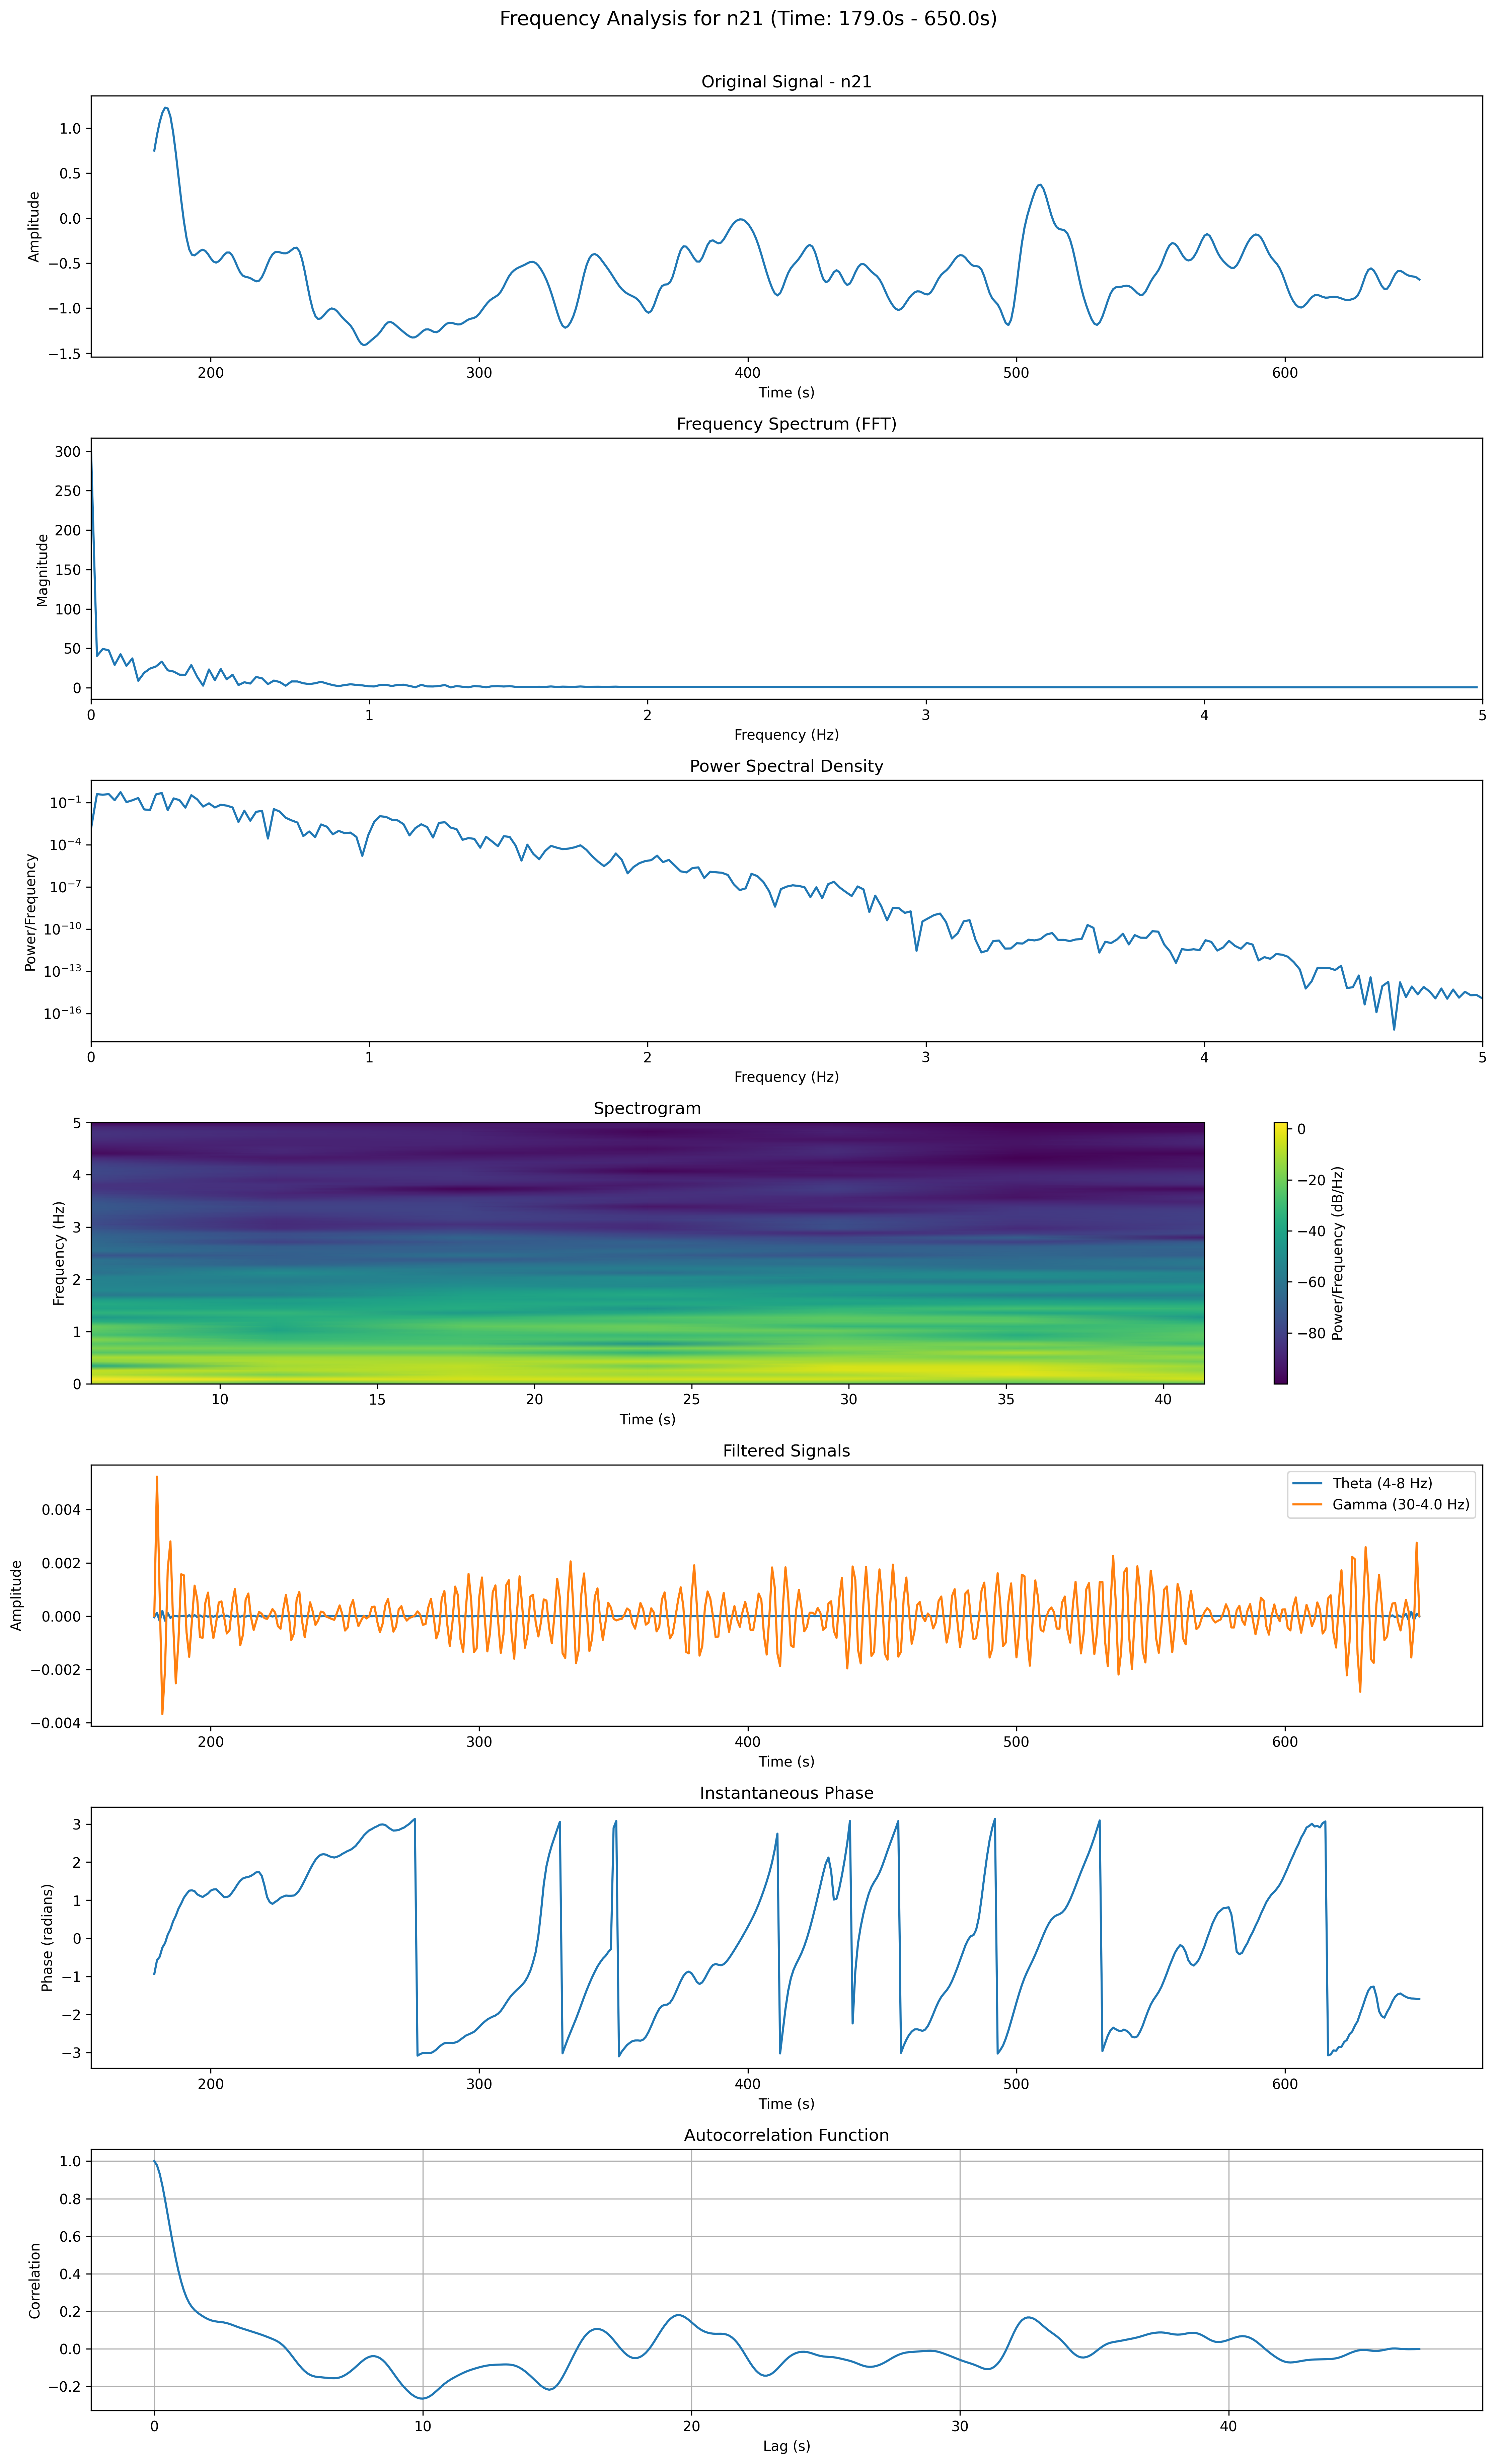 Frequency Analysis for n21 (Time: 179.0s - 650.0s)
Original Signal - n21
Amplitude
1.0
0.5
0.0
−0.5
−1.0
−1.5
200 300 400 500 600
Time (s)
Frequency Spectrum (FFT)
Magnitude
300
250
200
150
100
50
0
0 1 2 3 4 5
Frequency (Hz)
Power Spectral Density
Power/Frequency
10⁻¹
10⁻⁴
10⁻⁷
10⁻¹⁰
10⁻¹³
10⁻¹⁶
0 1 2 3 4 5
Frequency (Hz)
Spectrogram
Frequency (Hz)
5
4
3
2
1
0
10 15 20 25 30 35 40
Time (s)
0
−20
−40
−60
−80
Power/Frequency (dB/Hz)
Filtered Signals
Theta (4-8 Hz)
Gamma (30-4.0 Hz)
Amplitude
0.004
0.002
0.000
−0.002
−0.004
200 300 400 500 600
Time (s)
Instantaneous Phase
Phase (radians)
3
2
1
0
−1
−2
−3
200 300 400 500 600
Time (s)
Autocorrelation Function
Correlation
1.0
0.8
0.6
0.4
0.2
0.0
−0.2
0 10 20 30 40
Lag (s)